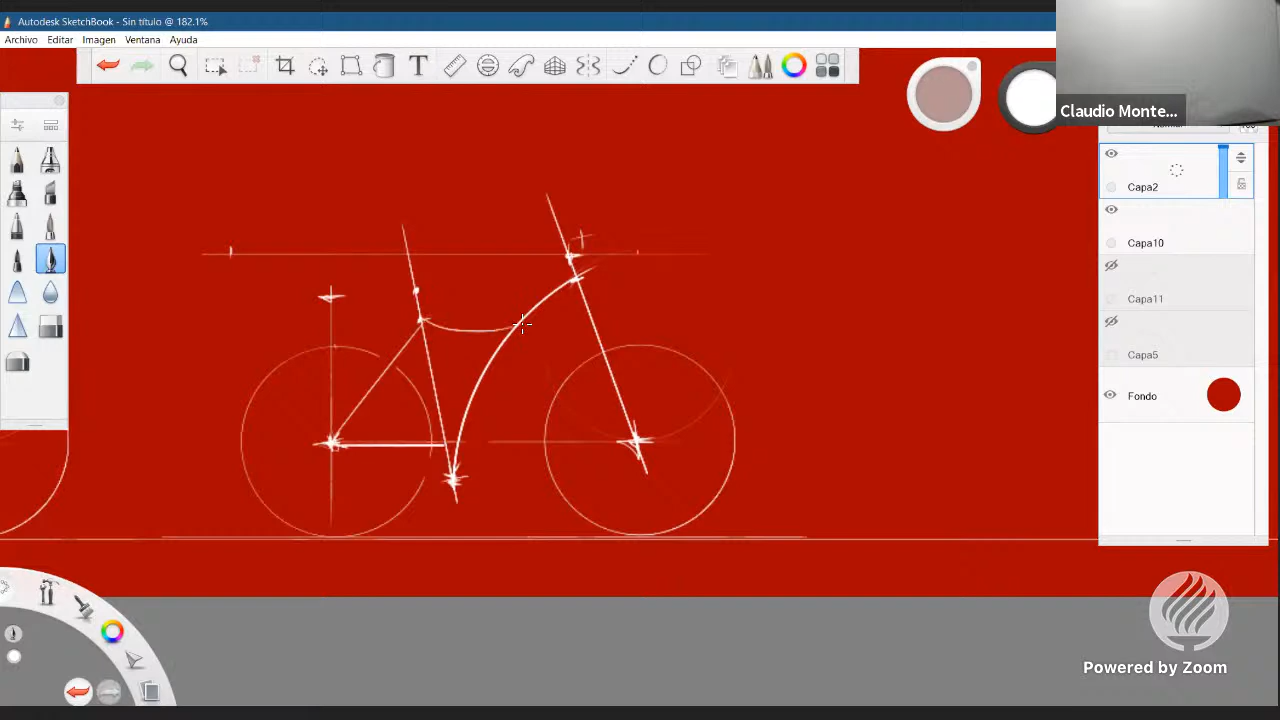 Autodesk SketchBook - Sin título @ 182.1%
Archivo Editar Imagen Ventana Ayuda
T
Claudio Monte...
Capa2
Capa10
Capa11
Capa5
Fondo
Powered by Zoom